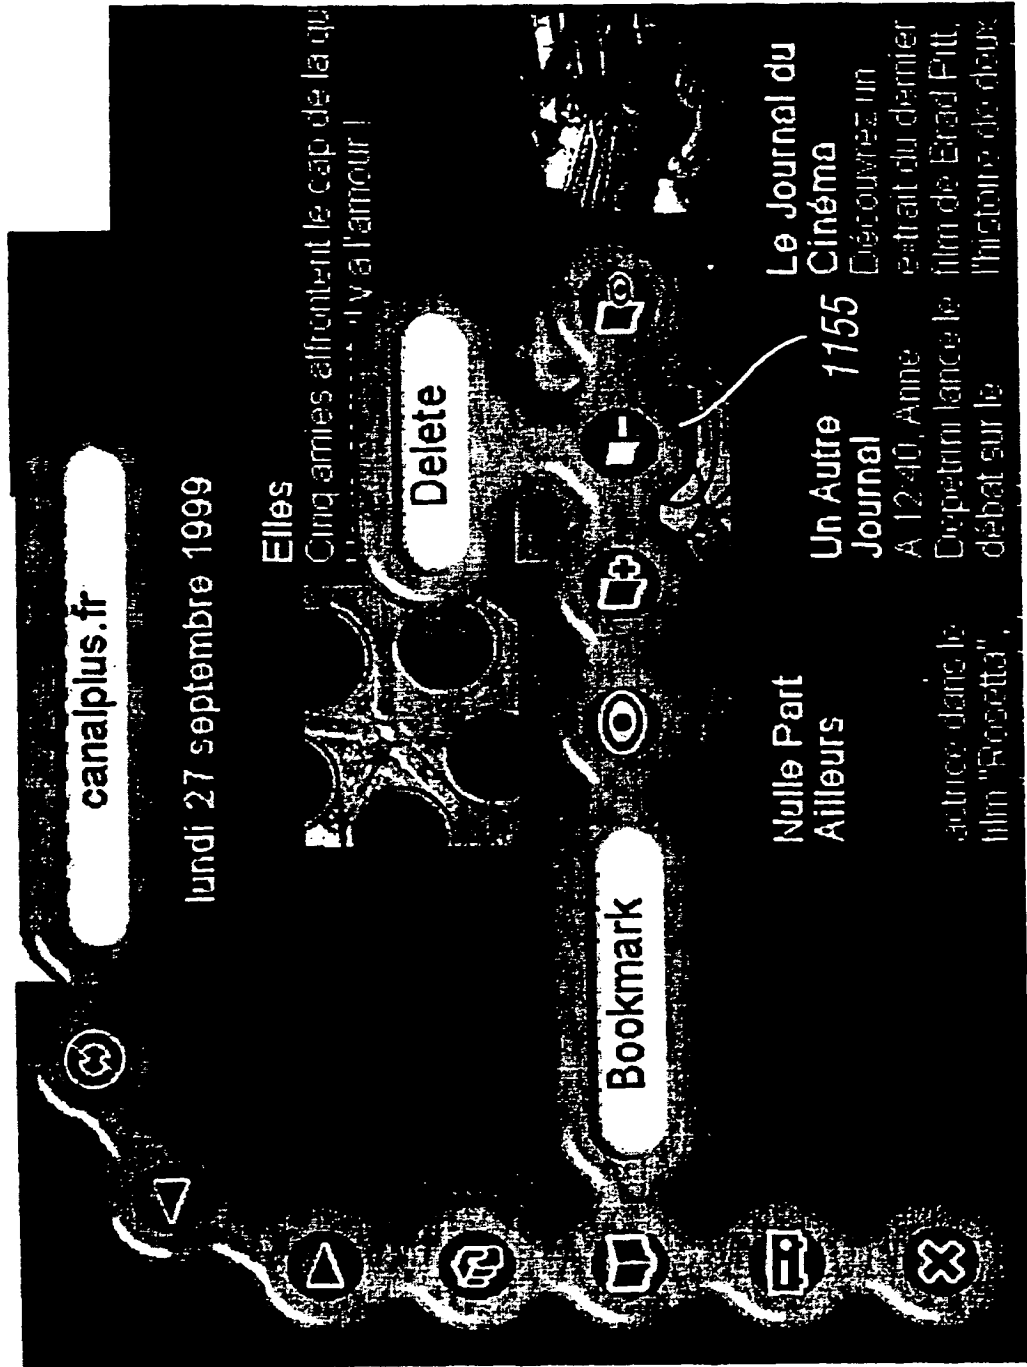 canalplus.fr
lundi 27 septembre 1999
Elles
Cinq amies affrontent le cap de la qu
y a l'amour !
Delete
Bookmark
1155
Nulle Part
Ailleurs
actrice dans le
film "Rosetta",
Un Autre
Journal
A 12:40, Anne
Depetrini lance le
débat sur le
Le Journal du
Cinéma
Découvrez un
extrait du dernier
film de Brad Pitt,
l'histoire de deux